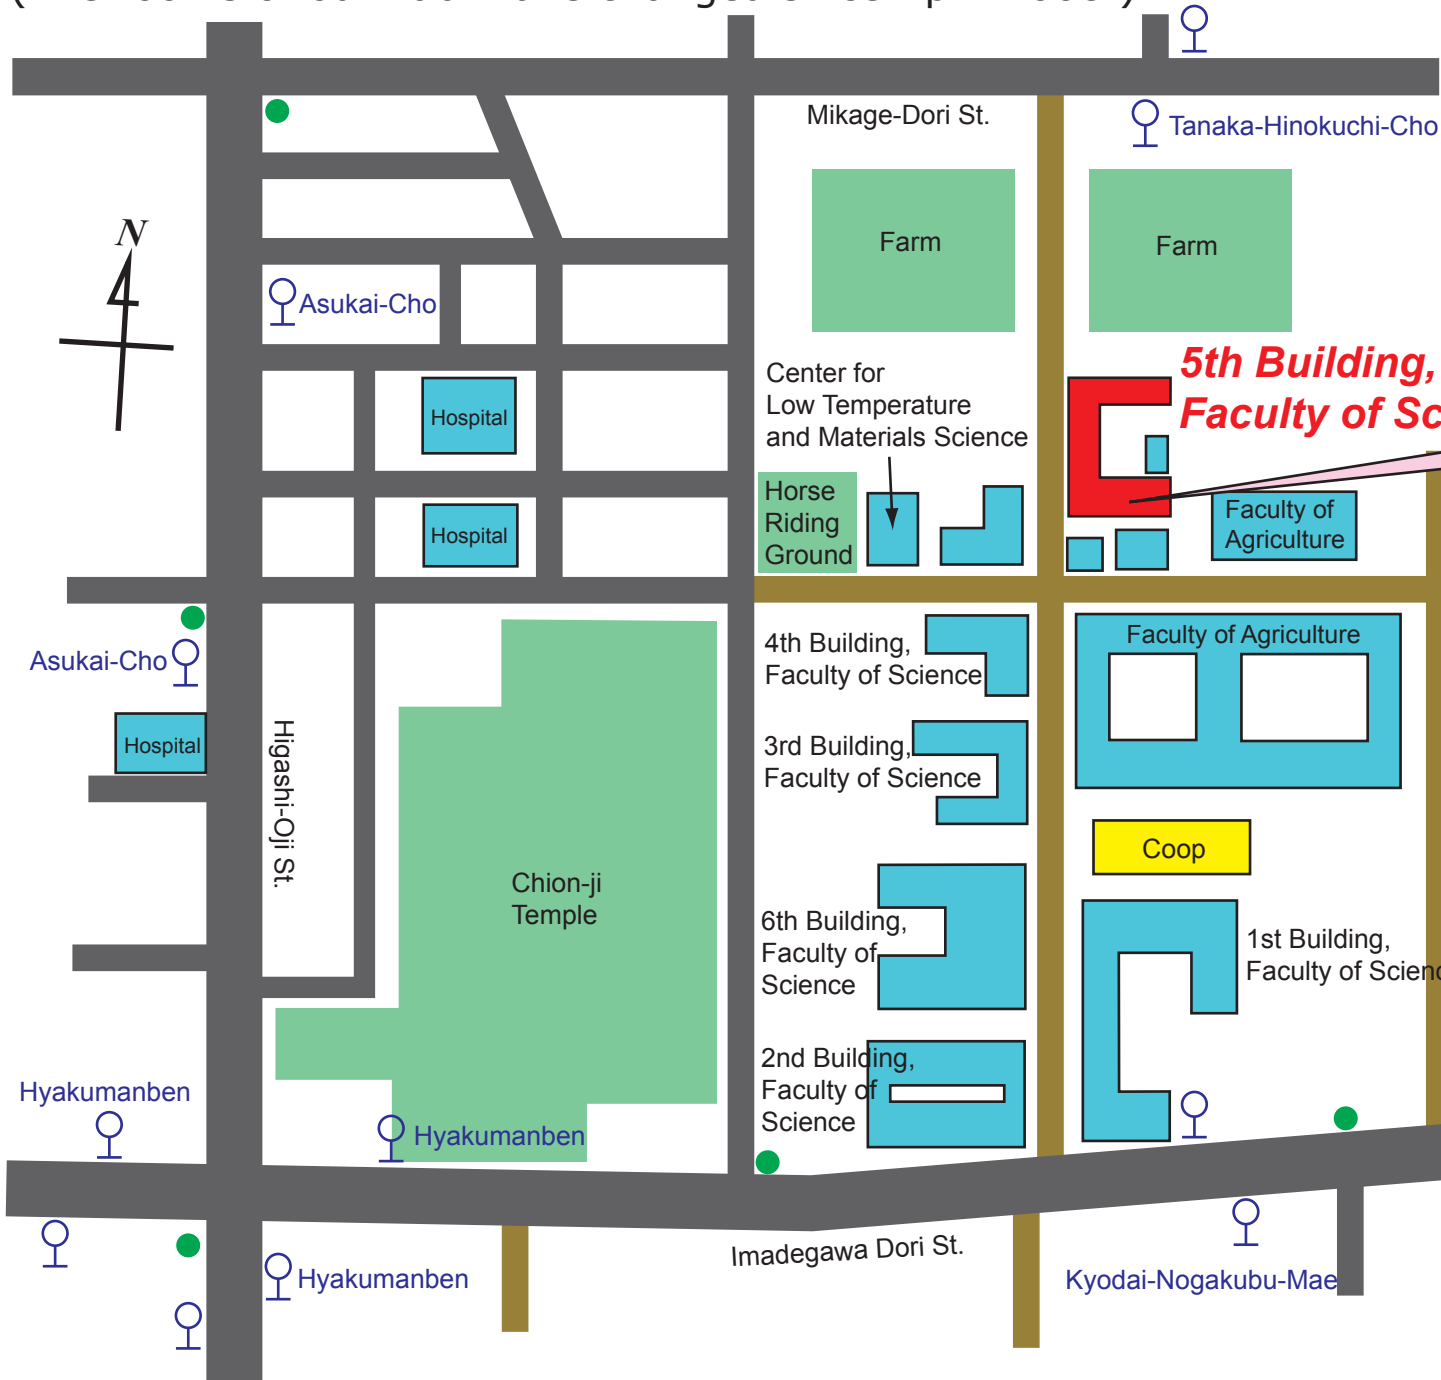 Mikage-Dori St.
Tanaka-Hinokuchi-Cho
Farm
Farm
N
Asukai-Cho
5th Building,
Faculty of Sc
Center for
Low Temperature
and Materials Science
Hospital
Horse
Riding
Ground
Faculty of
Agriculture
Hospital
4th Building,
Faculty of Science
Faculty of Agriculture
Asukai-Cho
Hospital
Higashi-Oji St.
3rd Building,
Faculty of Science
Coop
Chion-ji
Temple
6th Building,
Faculty of
Science
1st Building,
Faculty of Scienc
2nd Building,
Faculty of
Science
Hyakumanben
Hyakumanben
Imadegawa Dori St.
Hyakumanben
Kyodai-Nogakubu-Mae